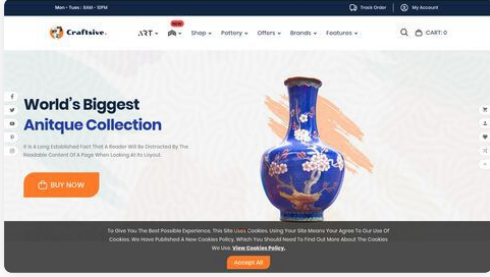 Mon - Tues : 8AM - 10PM
Track Order
My Account
Craftsive.
ART
NEW
Shop
Pottery
Offers
Brands
Features
CART: 0
World's Biggest
Anitque Collection
It Is A Long Established Fact That A Reader Will Be Distracted By The
Readable Content Of A Page When Looking At Its Layout.
BUY NOW
To Give You The Best Possible Experience, This Site Uses Cookies. Using Your Site Means Your Agree To Our Use Of
Cookies. We Have Published A New Cookies Policy, Which You Should Need To Find Out More About The Cookies
We Use. View Cookies Policy.
Accept All